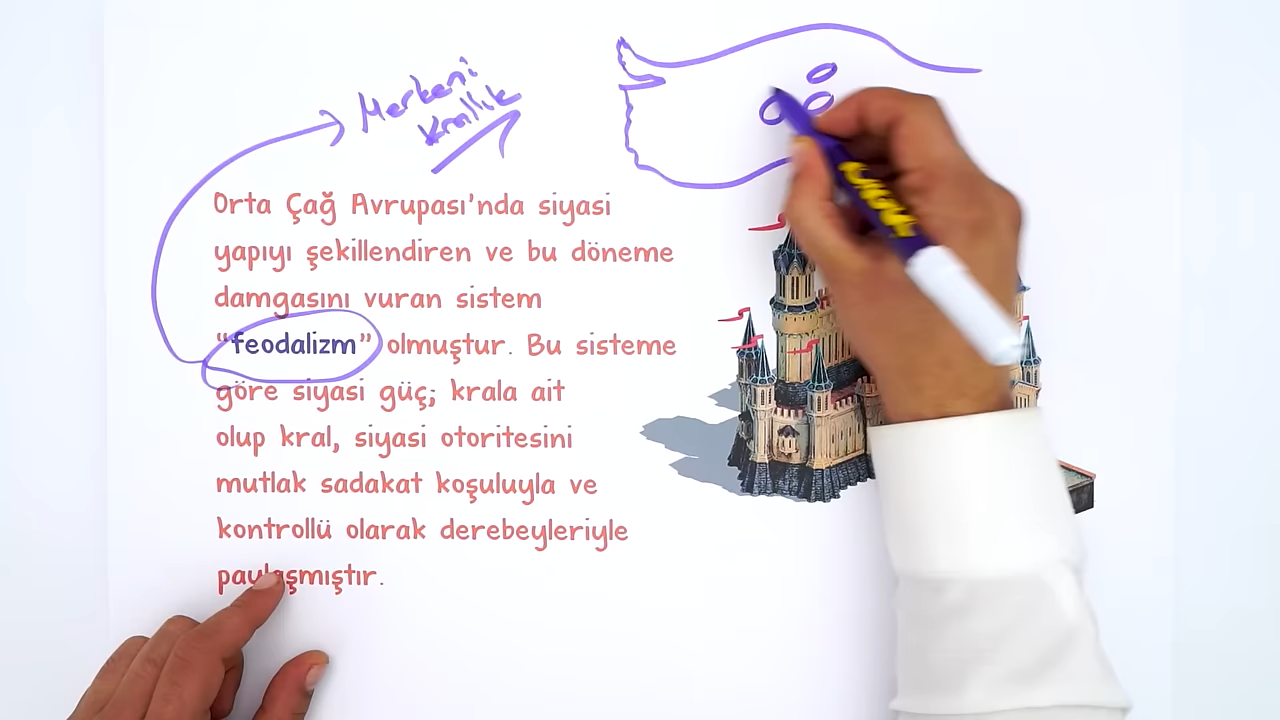 Merkezi
krallık
Orta Çağ Avrupası'nda siyasi
yapıyı şekillendiren ve bu döneme
damgasını vuran sistem
"feodalizm" olmuştur. Bu sisteme
göre siyasi güç; krala ait
olup kral, siyasi otoritesini
mutlak sadakat koşuluyla ve
kontrollü olarak derebeyleriyle
paylaşmıştır.